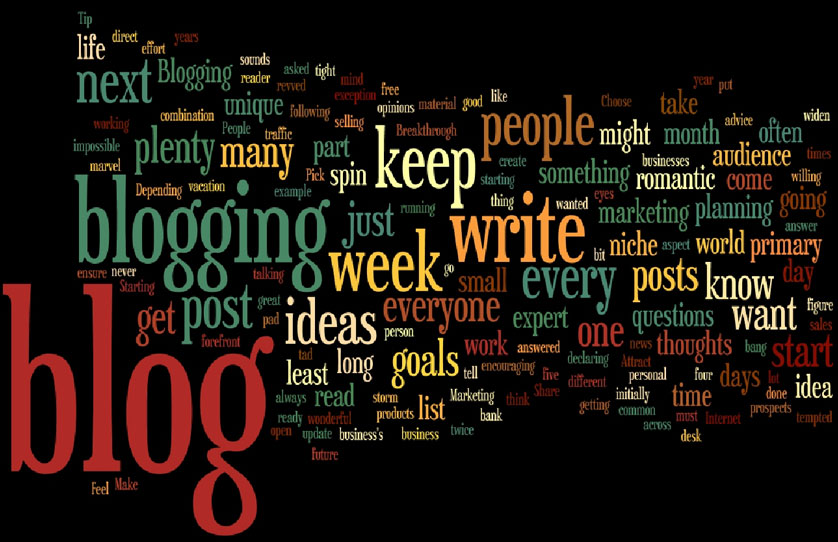 Tip
life
direct
effort
years
next
Blogging
sounds
reader
asked
revved
tight
mind
exception
free
opinions
material
good
like
year
put
Choose
take
unique
following
combination
People
traffic
selling
working
impossible
marvel
plenty
many
part
Pick
spin
keep
Breakthrough
people
might
month
advice
often
widen
create
starting
something
businesses
audience
times
romantic
come
willing
Depending
vacation
example
blogging
just
running
thing
wanted
eyes
marketing
planning
going
answer
write
week
go
bit
niche
aspect
world
primary
ensure
never
Starting
talking
small
every
posts
know
day
get
post
great
pad
forefront
ideas
everyone
person
expert
questions
want
figure
sales
blog
tad
least
long
goals
work
answered
one
news
thoughts
bang
start
declaring
Attract
tell
encouraging
five
different
personal
four
days
list
idea
always
read
storm
products
list
Marketing
think
Share
initially
getting
common
time
done
prospects
must
Internet
tempted
ready
wonderful
open
update
business's
business
twice
bank
across
desk
future
Feel
Make